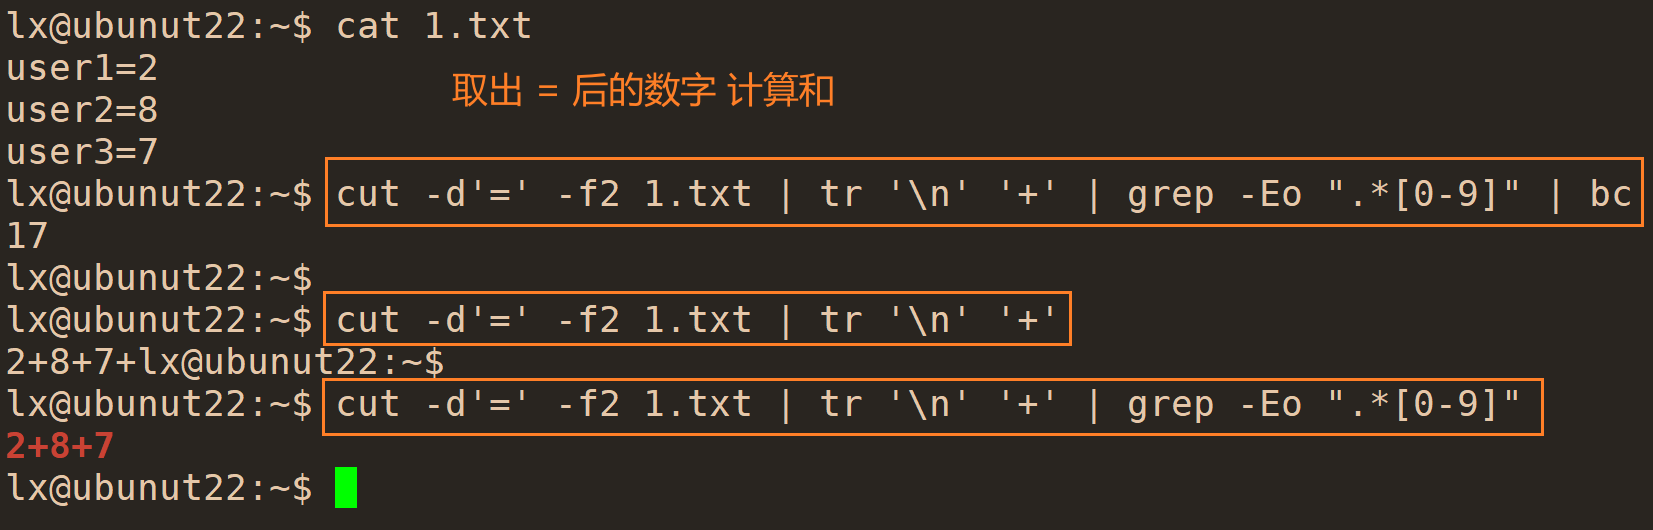 lx@ubunut22:~$ cat 1.txt
user1=2
取出 = 后的数字 计算和
user2=8
user3=7
lx@ubunut22:~$ cut -d'=' -f2 1.txt | tr '\n' '+' | grep -Eo ".*[0-9]" | bc
17
lx@ubunut22:~$
lx@ubunut22:~$ cut -d'=' -f2 1.txt | tr '\n' '+'
2+8+7+lx@ubunut22:~$
lx@ubunut22:~$ cut -d'=' -f2 1.txt | tr '\n' '+' | grep -Eo ".*[0-9]"
2+8+7
lx@ubunut22:~$